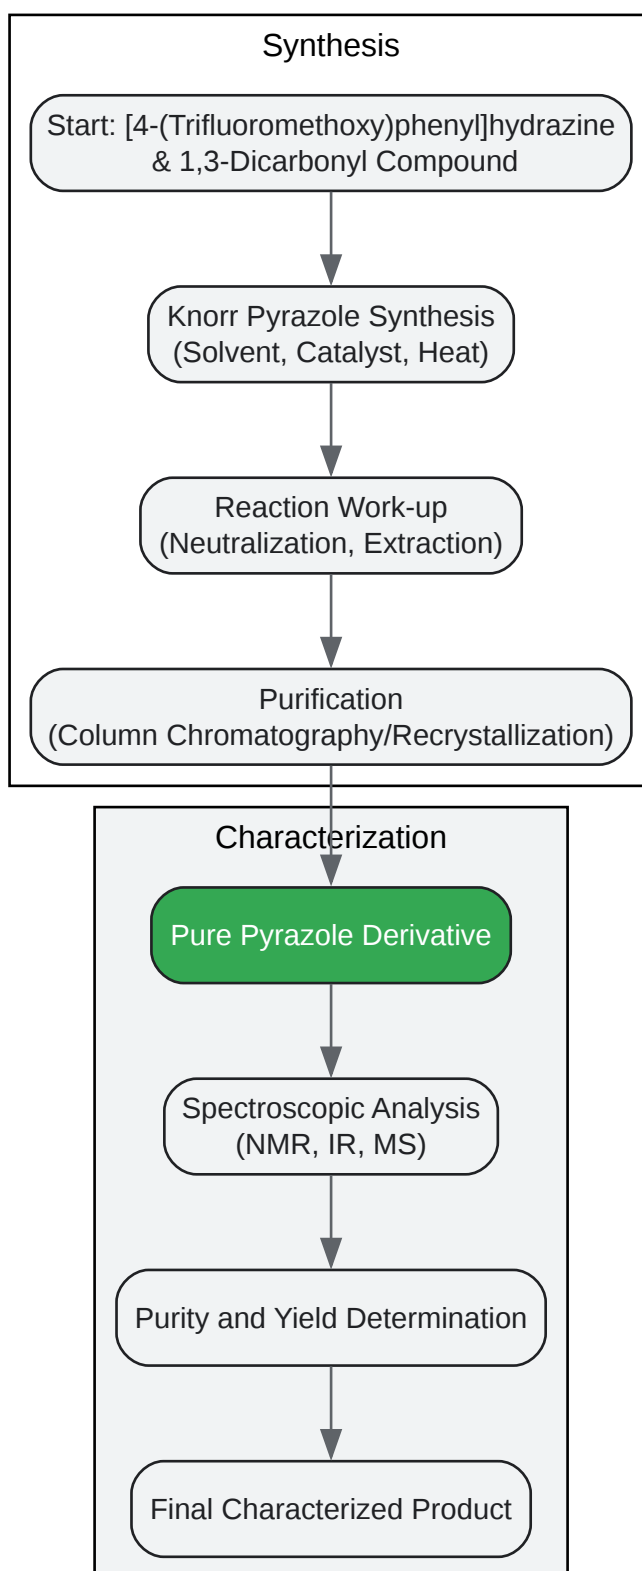 Synthesis
Start: [4-(Trifluoromethoxy)phenyl]hydrazine
& 1,3-Dicarbonyl Compound
Knorr Pyrazole Synthesis
(Solvent, Catalyst, Heat)
Reaction Work-up
(Neutralization, Extraction)
Purification
(Column Chromatography/Recrystallization)
Characterization
Pure Pyrazole Derivative
Spectroscopic Analysis
(NMR, IR, MS)
Purity and Yield Determination
Final Characterized Product